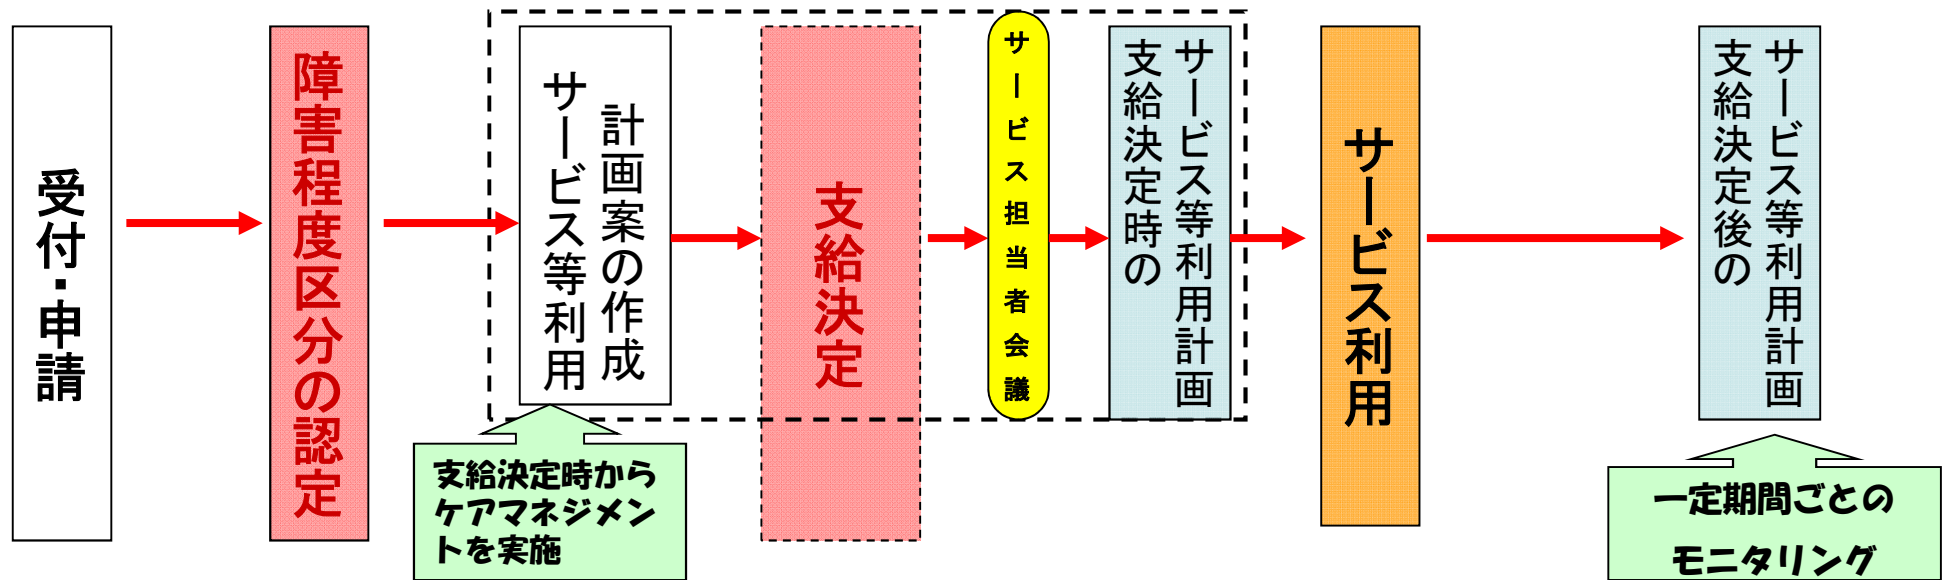 受付・申請
障害程度区分の認定
サービス等利用
計画案の作成
支給決定時から
ケアマネジメン
トを実施
支給決定
サービス担当者会議
支給決定時の
サービス等利用計画
サービス利用
支給決定後の
サービス等利用計画
一定期間ごとの
モニタリング